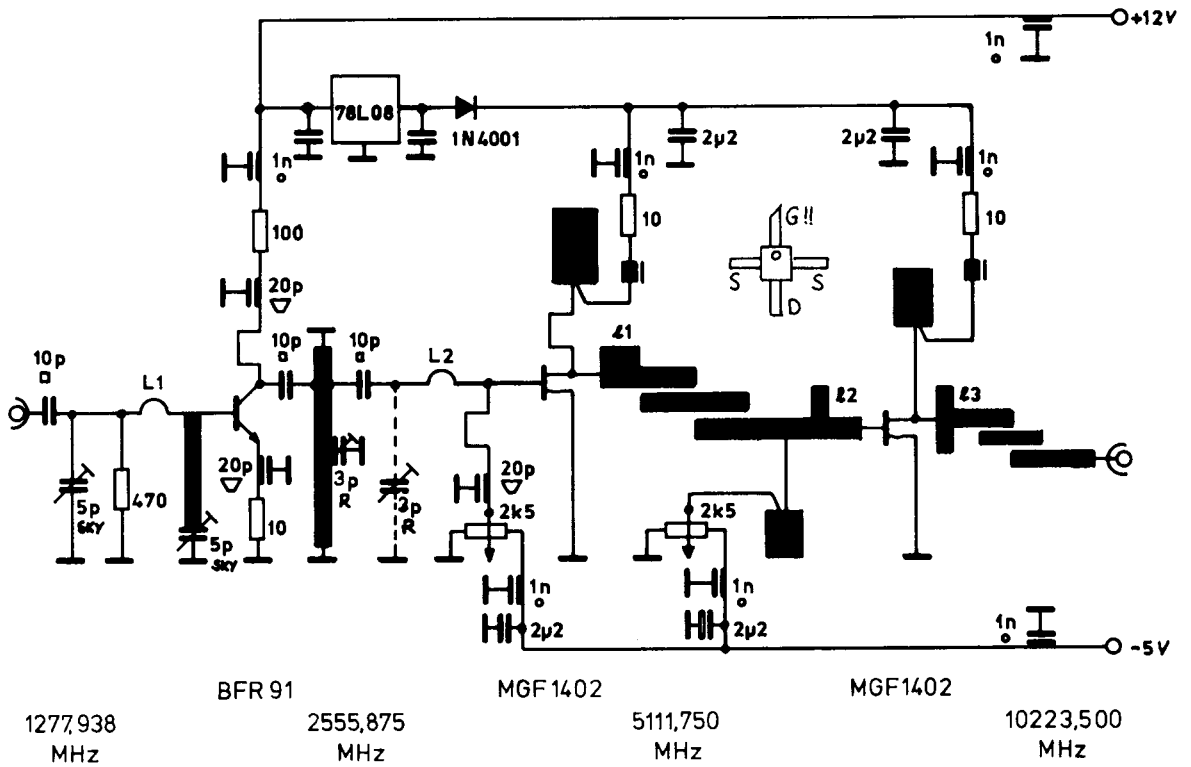 +12V
1n
78L08
1N4001
2µ2
2µ2
1n
1n
1n
100
10
10
G!!
S
S
D
20p
10p
10p
10p
L1
L2
ℓ1
ℓ2
ℓ3
20p
20p
2k5
2k5
5p
SKY
470
5p
SKY
10
3p
R
3p
R
1n
2µ2
1n
2µ2
1n
-5V
BFR 91
MGF1402
MGF1402
1277,938
MHz
2555,875
MHz
5111,750
MHz
10223,500
MHz